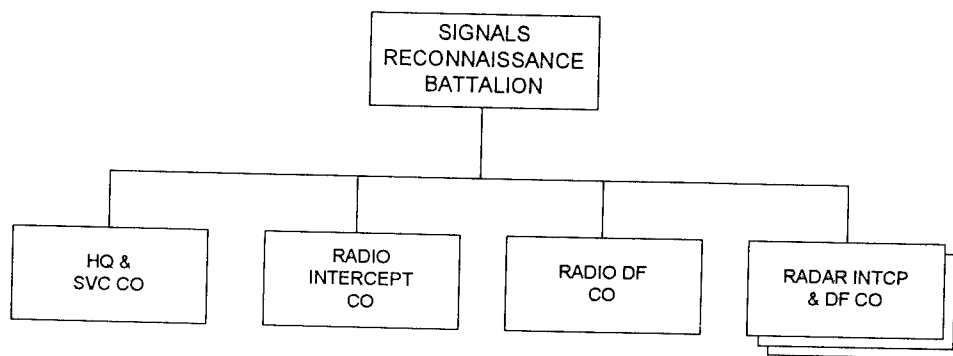 SIGNALS
RECONNAISSANCE
BATTALION
HQ &
SVC CO
RADIO
INTERCEPT
CO
RADIO DF
CO
RADAR INTCP
& DF CO